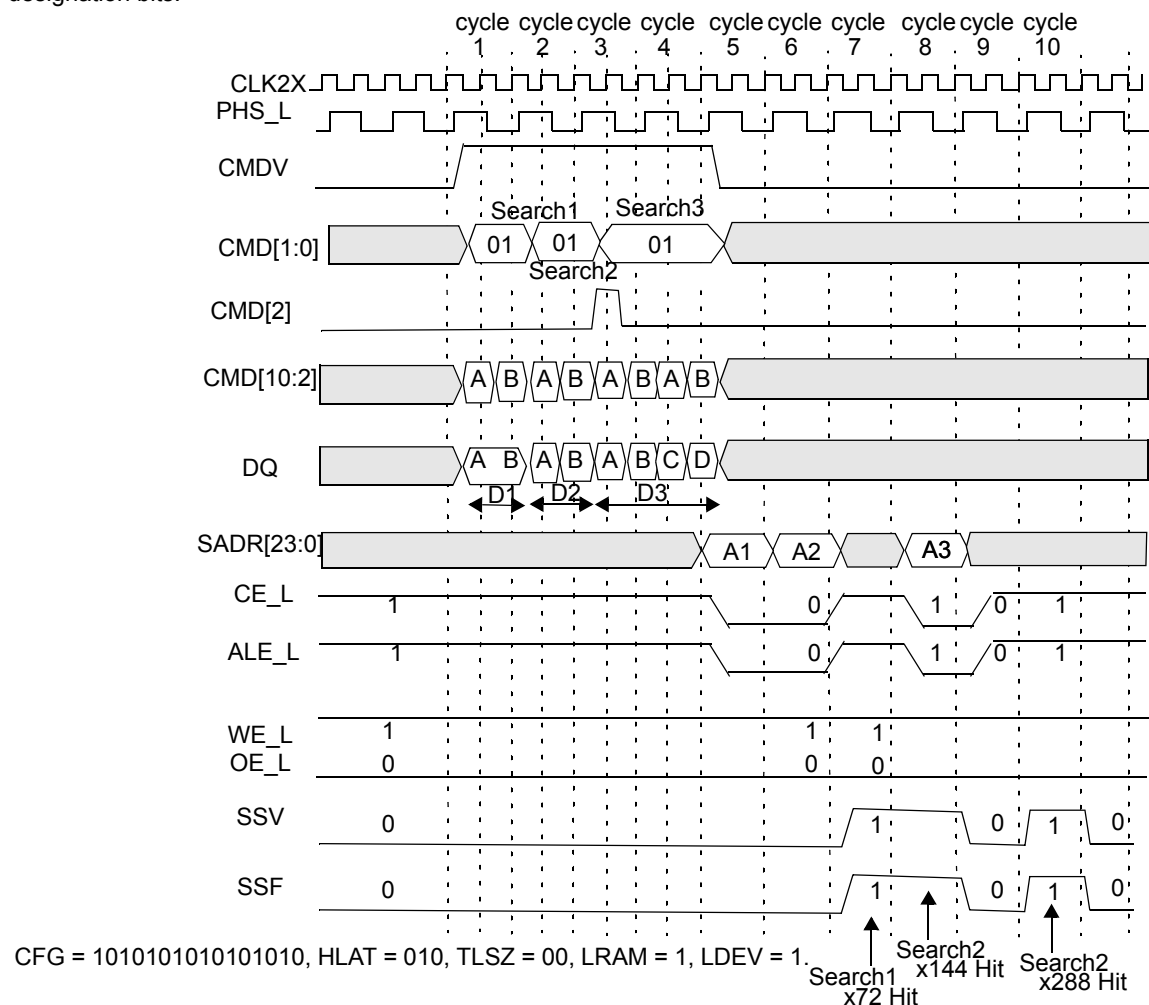 designation bits.
cycle cycle cycle cycle cycle cycle cycle cycle cycle cycle
1 2 3 4 5 6 7 8 9 10
CLK2X
PHS_L
CMDV
Search1 Search3
CMD[1:0] 01 01 01
Search2
CMD[2]
CMD[10:2] A B A B A B A B
DQ A B A B A B C D
D1 D2 D3
SADR[23:0] A1 A2 A3
CE_L 1 0 1 0 1
ALE_L 1 0 1 0 1
WE_L 1 1 1
OE_L 0 0 0
SSV 0 1 0 1 0
SSF 0 1 0 1 0
CFG = 1010101010101010, HLAT = 010, TLSZ = 00, LRAM = 1, LDEV = 1.
Search1
x72 Hit
Search2
x144 Hit
Search2
x288 Hit